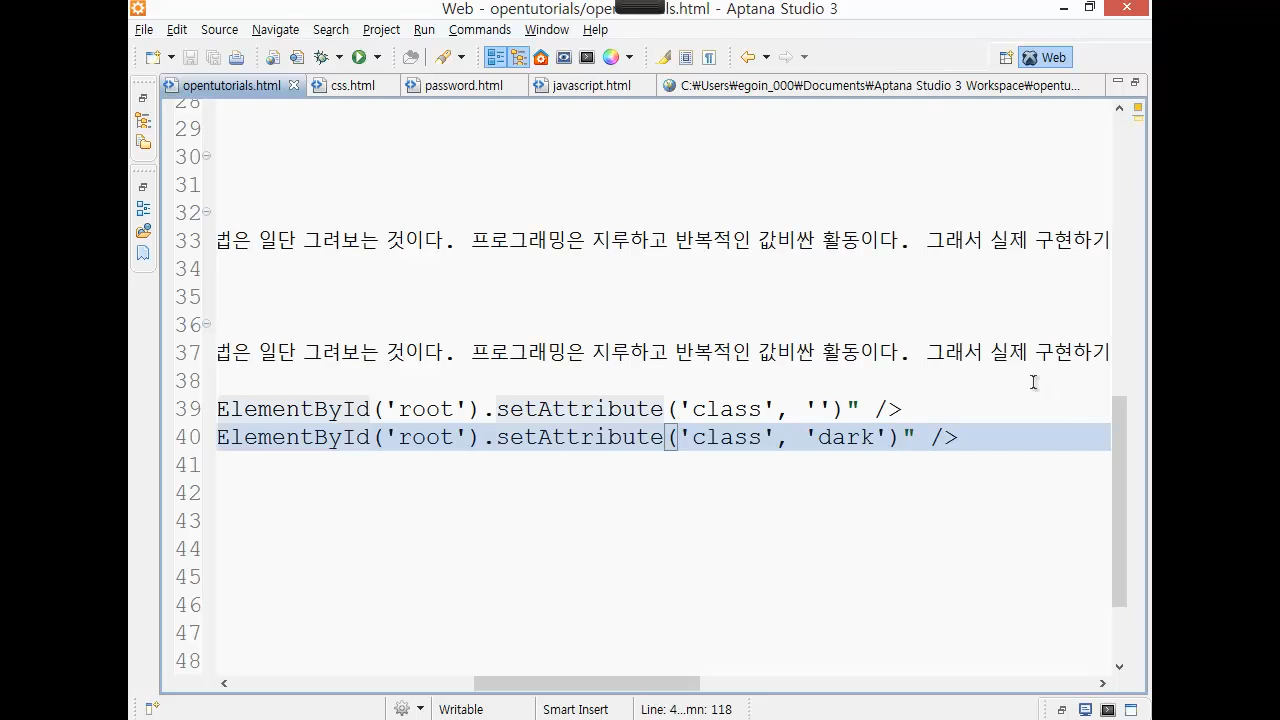 Web - opentutorials/open ls.html - Aptana Studio 3
File Edit Source Navigate Search Project Run Commands Window Help
Web
opentutorials.html css.html password.html javascript.html C:₩Users₩egoin_000₩Documents₩Aptana Studio 3 Workspace₩opentu...
28
29
30
31
32
33 법은 일단 그려보는 것이다. 프로그래밍은 지루하고 반복적인 값비싼 활동이다. 그래서 실제 구현하기
34
35
36
37 법은 일단 그려보는 것이다. 프로그래밍은 지루하고 반복적인 값비싼 활동이다. 그래서 실제 구현하기
38
39 ElementById('root').setAttribute('class', '')" />
40 ElementById('root').setAttribute('class', 'dark')" />
41
42
43
44
45
46
47
48
Writable Smart Insert Line: 4...mn: 118